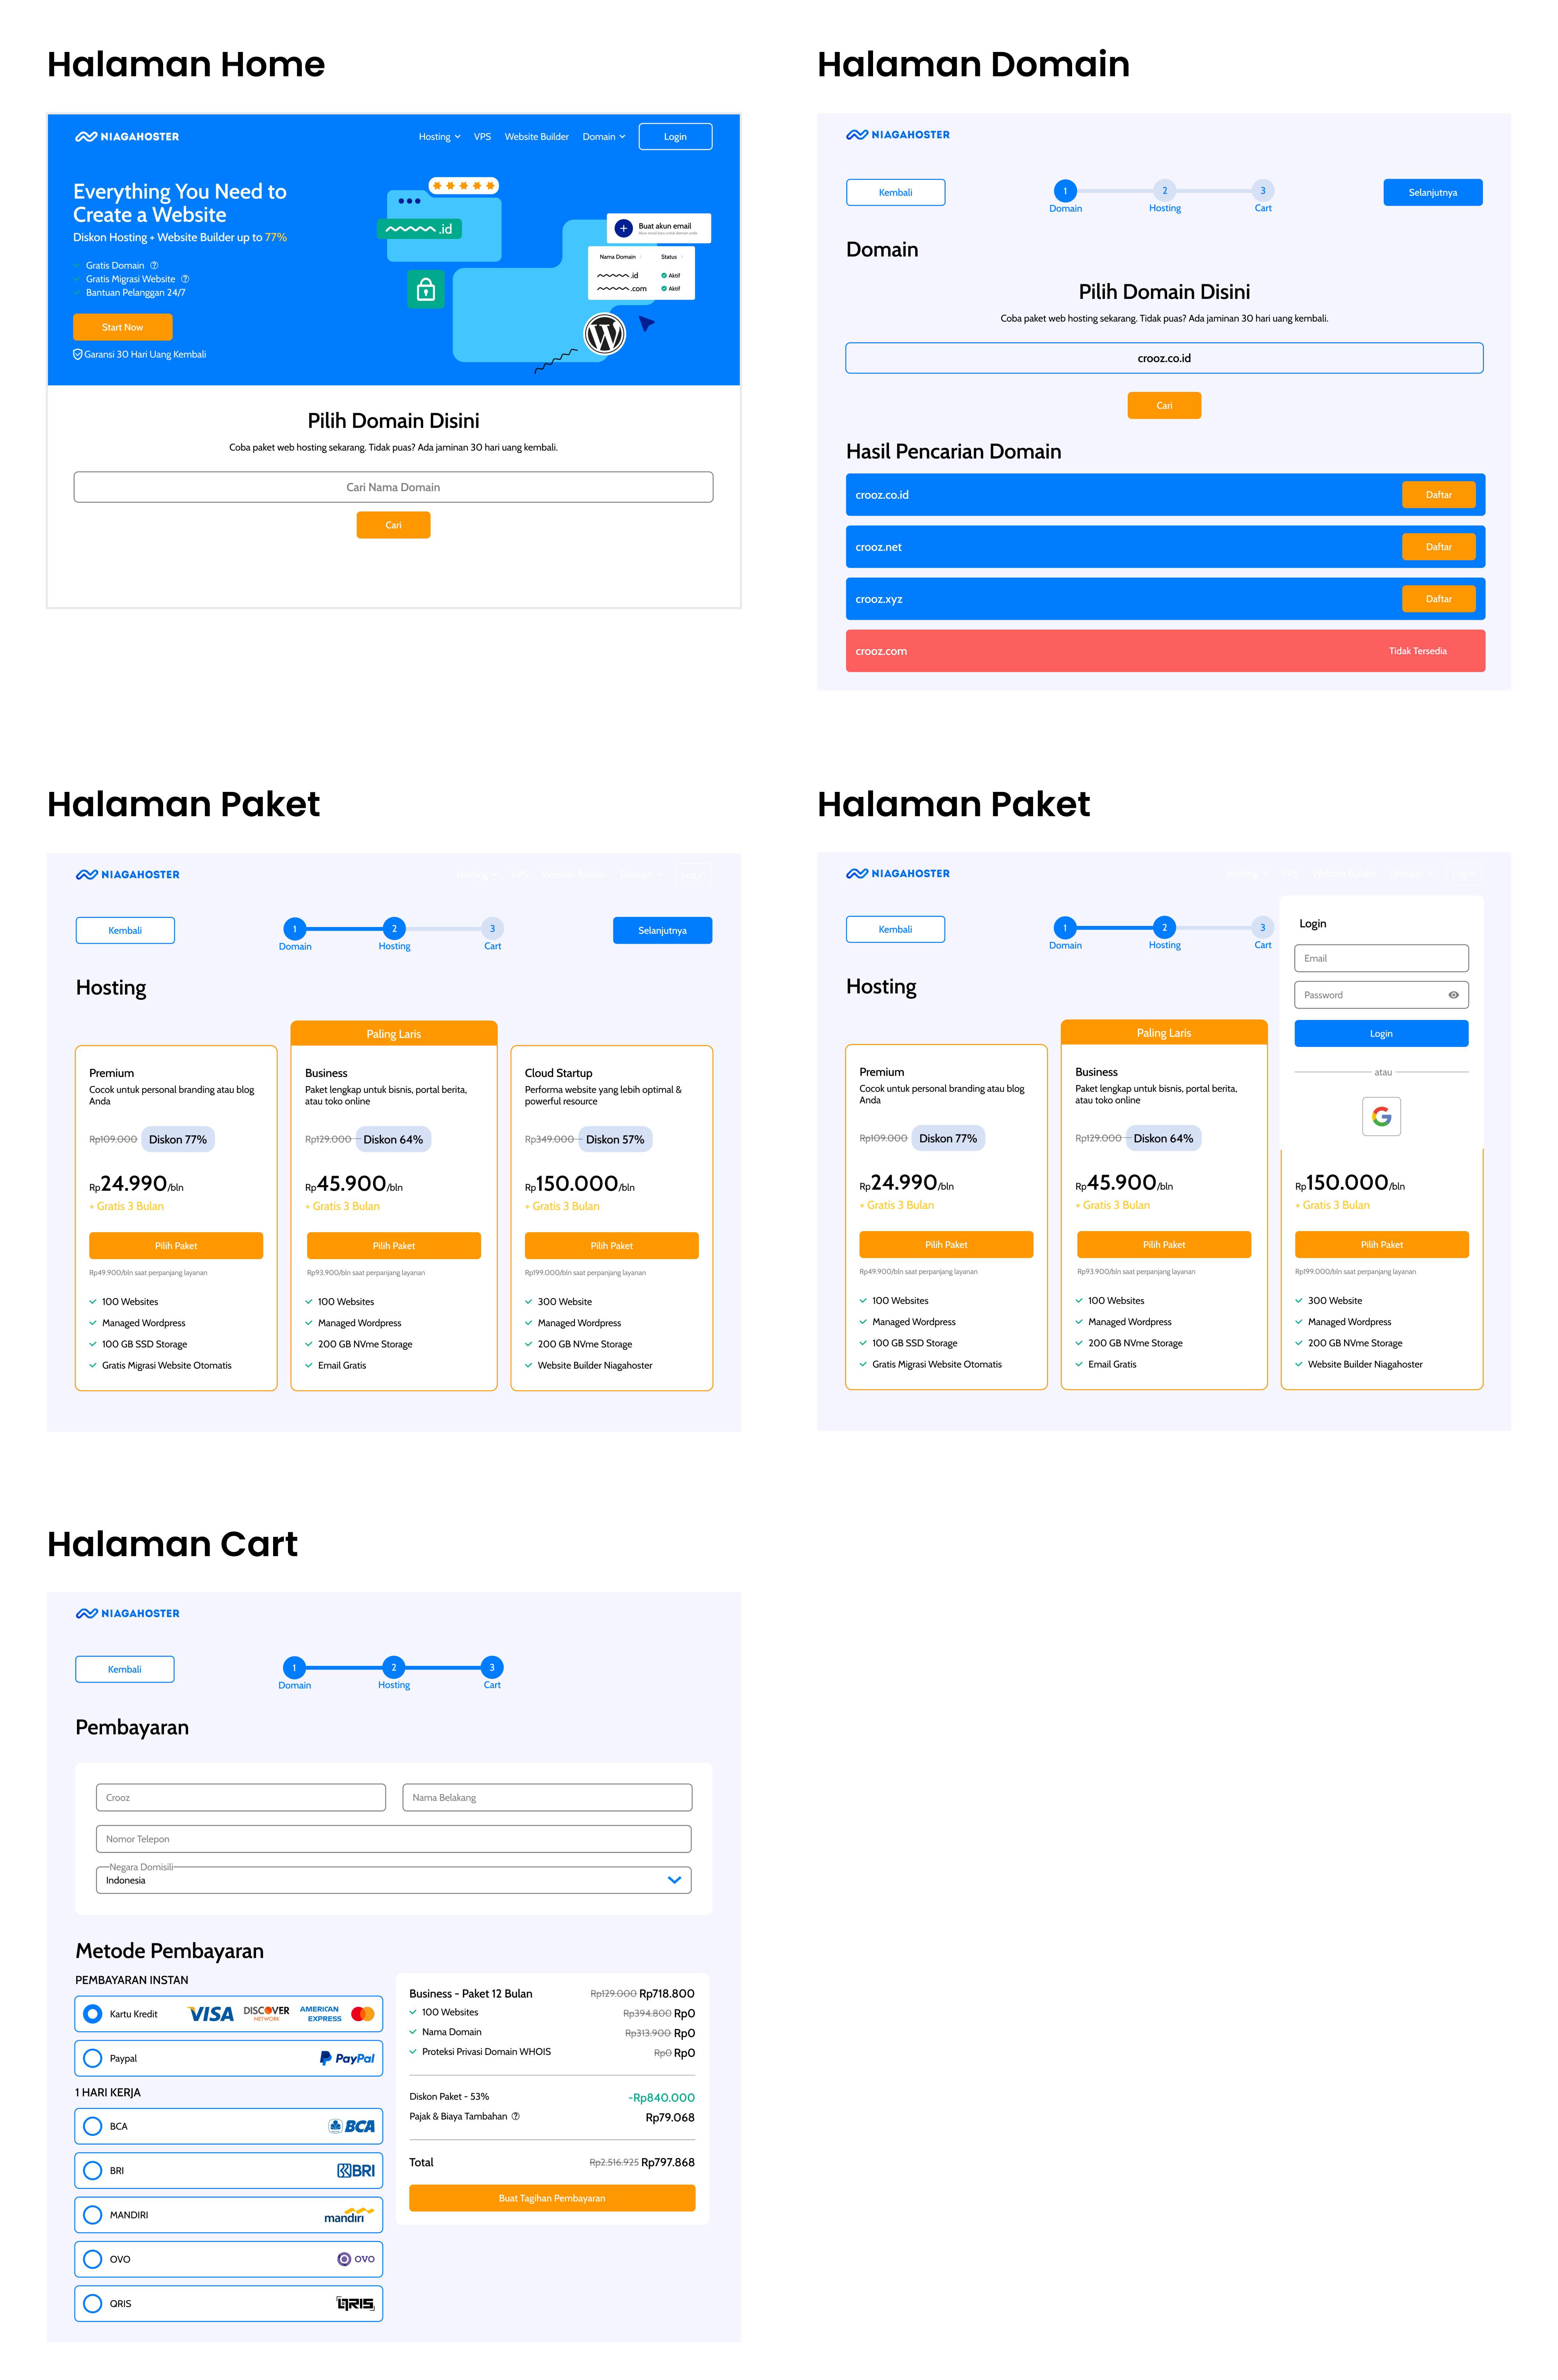 Halaman Home
NIAGAHOSTER
Hosting VPS Website Builder Domain Login
Everything You Need to
Create a Website
Diskon Hosting + Website Builder up to 77%
Gratis Domain
Gratis Migrasi Website
Bantuan Pelanggan 24/7
Start Now
Garansi 30 Hari Uang Kembali
.id
Buat akun email
Nama Domain Status
.id Aktif
.com Aktif
Pilih Domain Disini
Coba paket web hosting sekarang. Tidak puas? Ada jaminan 30 hari uang kembali.
Cari Nama Domain
Cari
Halaman Domain
NIAGAHOSTER
Kembali
1 2 3
Domain Hosting Cart
Selanjutnya
Domain
Pilih Domain Disini
Coba paket web hosting sekarang. Tidak puas? Ada jaminan 30 hari uang kembali.
crooz.co.id
Cari
Hasil Pencarian Domain
crooz.co.id Daftar
crooz.net Daftar
crooz.xyz Daftar
crooz.com Tidak Tersedia
Halaman Paket
NIAGAHOSTER
Hosting VPS Website Builder Domain Log In
Kembali
1 2 3
Domain Hosting Cart
Selanjutnya
Hosting
Premium
Cocok untuk personal branding atau blog
Anda
Rp109.000 Diskon 77%
Rp24.990/bln
+ Gratis 3 Bulan
Pilih Paket
Rp49.900/bln saat perpanjang layanan
100 Websites
Managed Wordpress
100 GB SSD Storage
Gratis Migrasi Website Otomatis
Paling Laris
Business
Paket lengkap untuk bisnis, portal berita,
atau toko online
Rp129.000 Diskon 64%
Rp45.900/bln
+ Gratis 3 Bulan
Pilih Paket
Rp93.900/bln saat perpanjang layanan
100 Websites
Managed Wordpress
200 GB NVme Storage
Email Gratis
Cloud Startup
Performa website yang lebih optimal &
powerful resource
Rp349.000 Diskon 57%
Rp150.000/bln
+ Gratis 3 Bulan
Pilih Paket
Rp199.000/bln saat perpanjang layanan
300 Website
Managed Wordpress
200 GB NVme Storage
Website Builder Niagahoster
Halaman Paket
NIAGAHOSTER
Hosting VPS Website Builder Domain Log In
Kembali
1 2 3
Domain Hosting Cart
Login
Email
Password
Login
atau
Hosting
Premium
Cocok untuk personal branding atau blog
Anda
Rp109.000 Diskon 77%
Rp24.990/bln
+ Gratis 3 Bulan
Pilih Paket
Rp49.900/bln saat perpanjang layanan
100 Websites
Managed Wordpress
100 GB SSD Storage
Gratis Migrasi Website Otomatis
Paling Laris
Business
Paket lengkap untuk bisnis, portal berita,
atau toko online
Rp129.000 Diskon 64%
Rp45.900/bln
+ Gratis 3 Bulan
Pilih Paket
Rp93.900/bln saat perpanjang layanan
100 Websites
Managed Wordpress
200 GB NVme Storage
Email Gratis
Rp150.000/bln
+ Gratis 3 Bulan
Pilih Paket
Rp199.000/bln saat perpanjang layanan
300 Website
Managed Wordpress
200 GB NVme Storage
Website Builder Niagahoster
Halaman Cart
NIAGAHOSTER
Kembali
1 2 3
Domain Hosting Cart
Pembayaran
Crooz Nama Belakang
Nomor Telepon
Negara Domisili
Indonesia
Metode Pembayaran
PEMBAYARAN INSTAN
Kartu Kredit VISA DISCOVER NETWORK AMERICAN EXPRESS
Paypal PayPal
1 HARI KERJA
BCA BCA
BRI BRI
MANDIRI mandiri
OVO OVO
QRIS QRIS
Business - Paket 12 Bulan Rp129.000 Rp718.800
100 Websites Rp394.800 Rp0
Nama Domain Rp313.900 Rp0
Proteksi Privasi Domain WHOIS Rp0 Rp0
Diskon Paket - 53% -Rp840.000
Pajak & Biaya Tambahan Rp79.068
Total Rp2.516.925 Rp797.868
Buat Tagihan Pembayaran